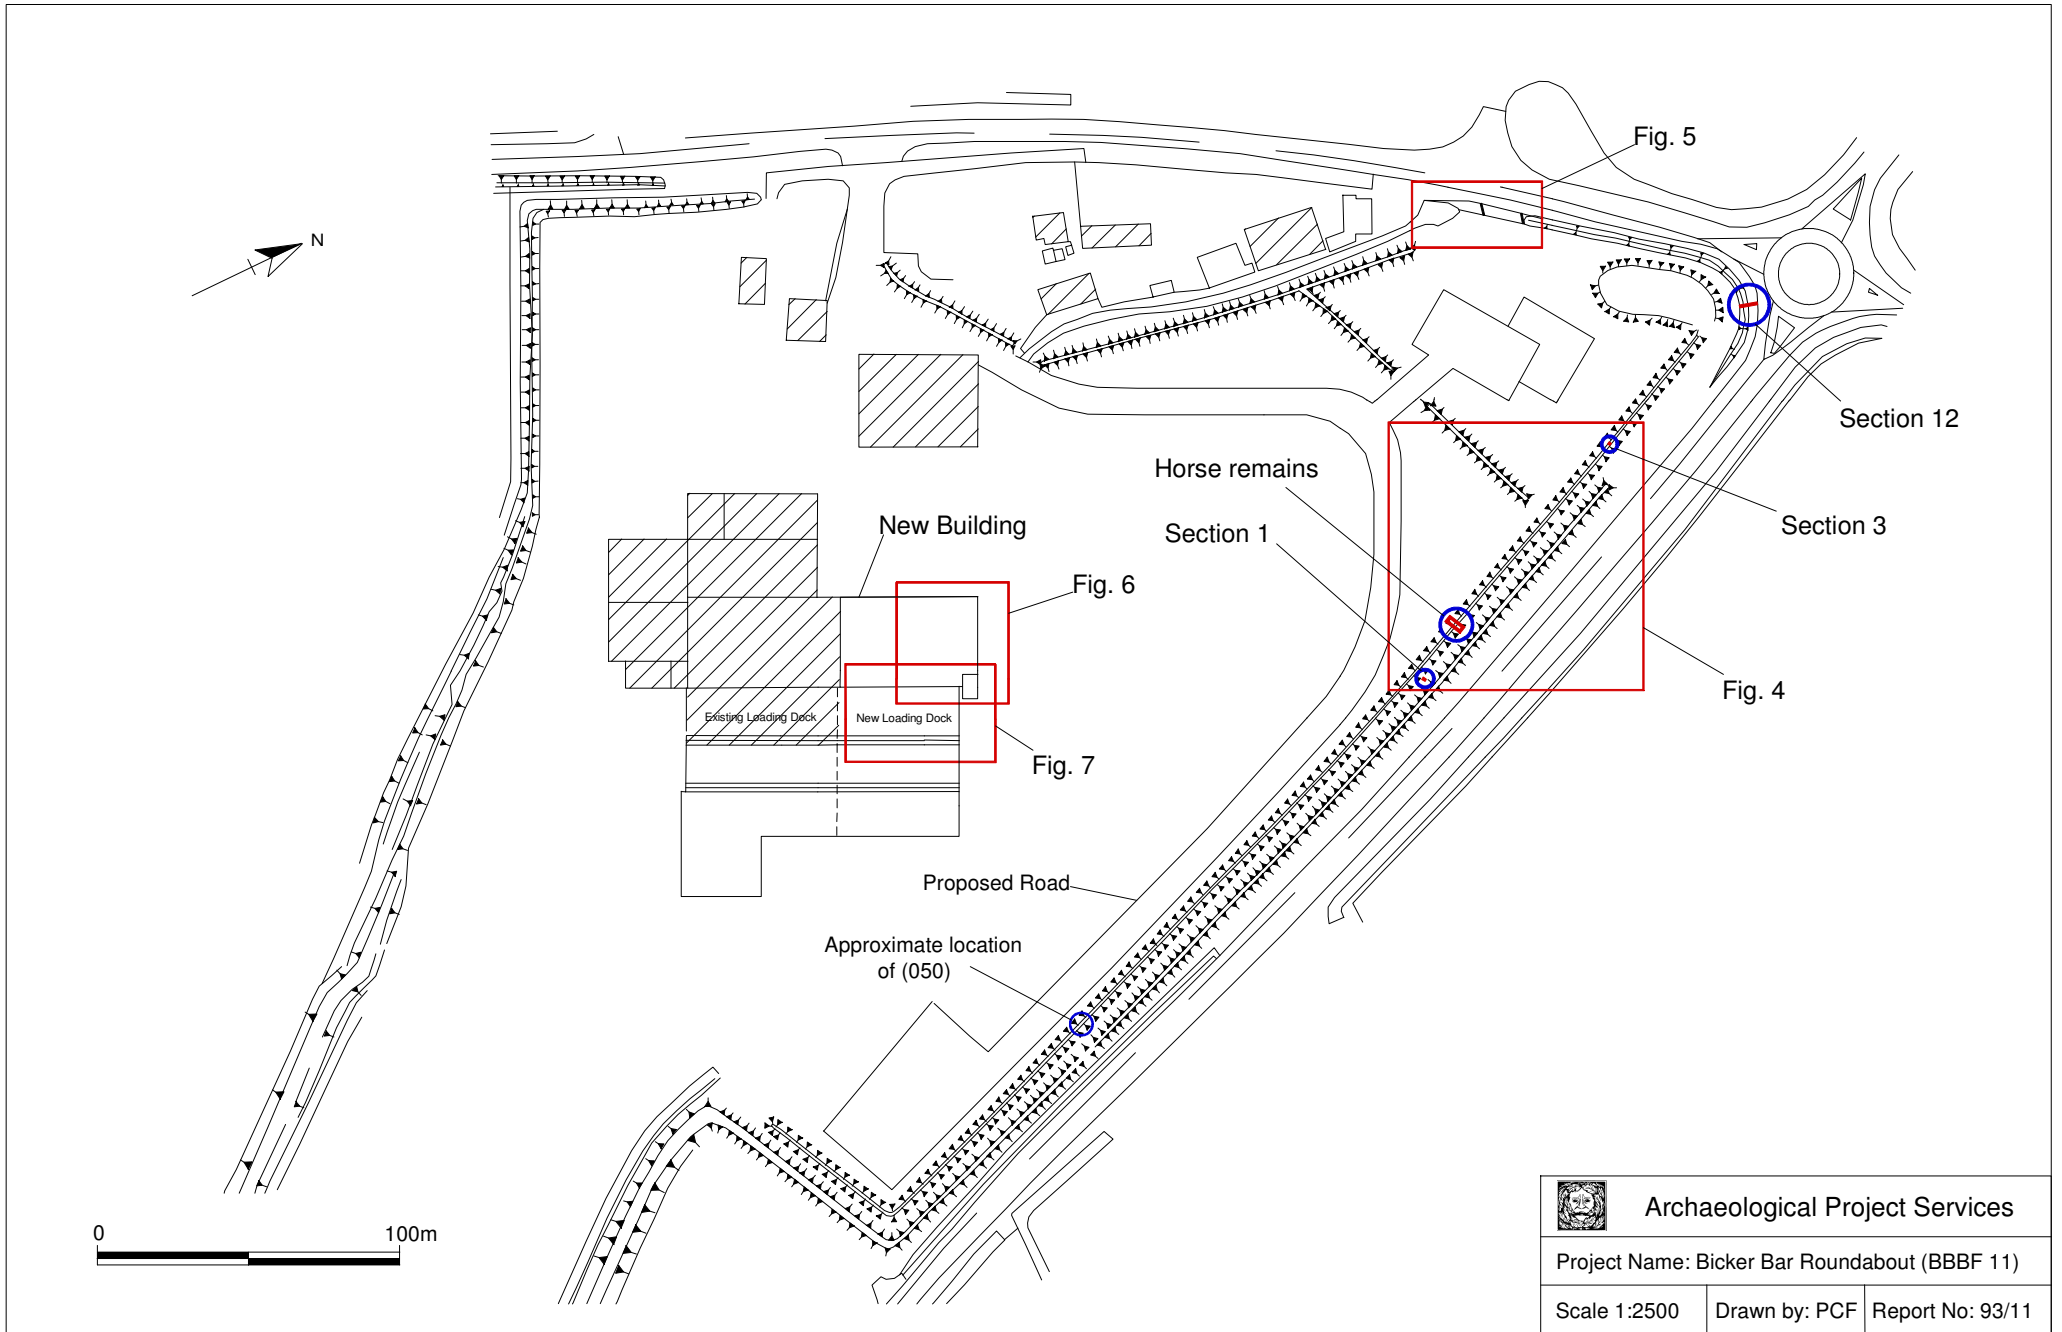 Fig. 5
N
Section 12
Horse remains
Section 1
Section 3
New Building
Fig. 6
Fig. 4
Existing Loading Dock
New Loading Dock
Fig. 7
Proposed Road
Approximate location
of (050)
0
100m
Archaeological Project Services
Project Name: Bicker Bar Roundabout (BBBF 11)
Scale 1:2500
Drawn by: PCF
Report No: 93/11